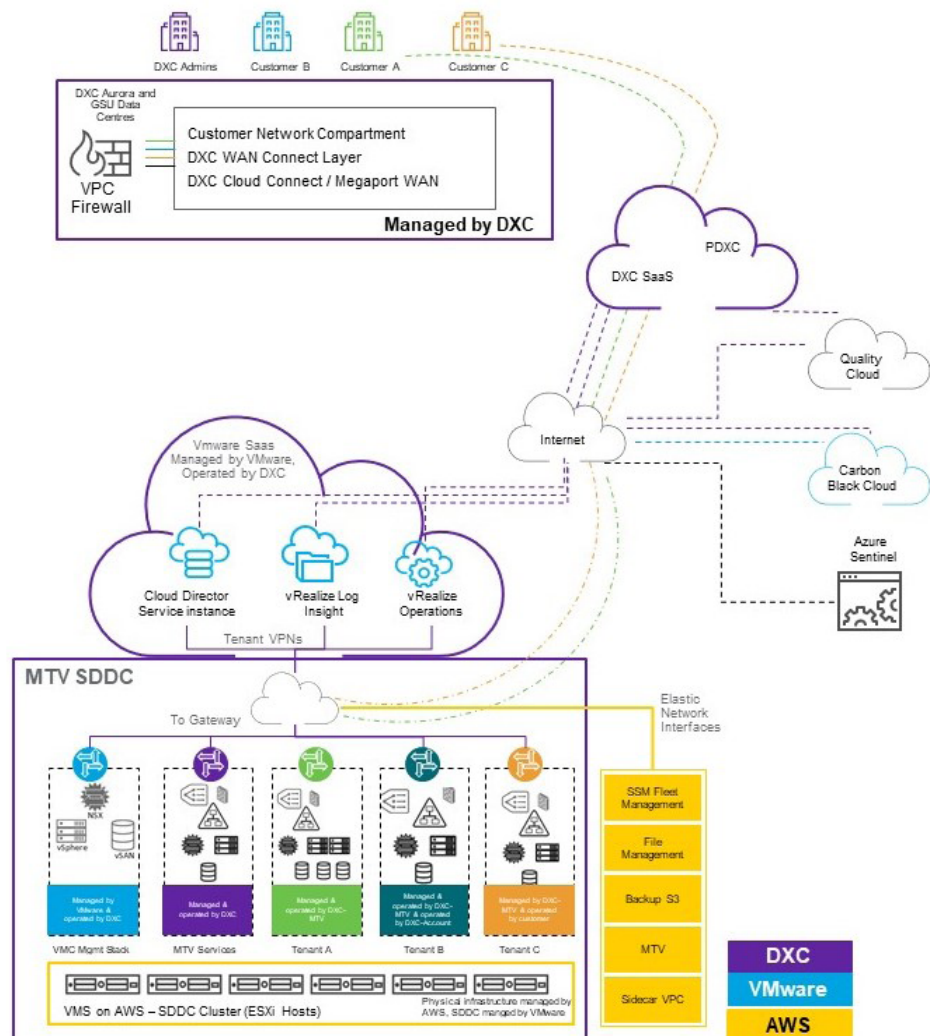 DXC Admins
Customer B
Customer A
Customer C
DXC Aurora and
GSU Data
Centres
VPC
Firewall
Customer Network Compartment
DXC WAN Connect Layer
DXC Cloud Connect / Megaport WAN
Managed by DXC
PDXC
DXC SaaS
Quality
Cloud
Internet
Carbon
Black Cloud
Azure
Sentinel
Vmware Saas
Managed by VMware,
Operated by DXC
Cloud Director
Service instance
vRealize Log
Insight
vRealize
Operations
Tenant VPNs
MTV SDDC
To Gateway
Elastic
Network
Interfaces
NSX
vSphere
vSAN
Managed by
VMware &
operated by DXC
Managed &
operated by DXC
Managed &
operated by DXC-
MTV
Managed &
operated by DXC-
MTV & operated
by DXC-Account
Managed by DXC-
MTV & operated
by customer
VMC Mgmt Stack
MTV Services
Tenant A
Tenant B
Tenant C
VMS on AWS – SDDC Cluster (ESXi Hosts)
Physical infrastructure managed by
AWS, SDDC manged by VMware
SSM Fleet
Management
File
Management
Backup S3
MTV
Sidecar VPC
DXC
VMware
AWS